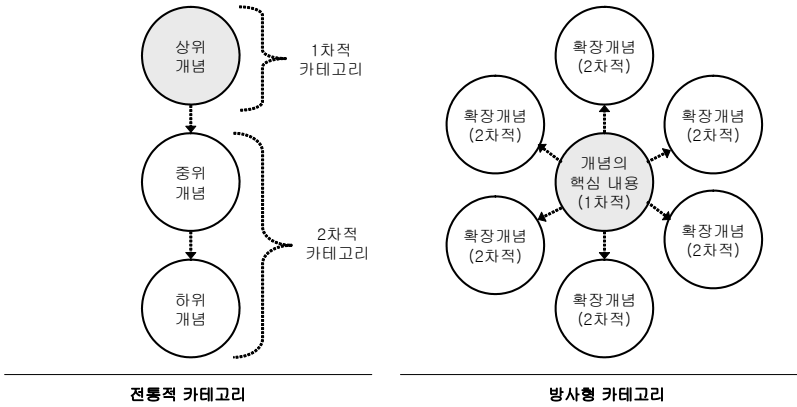 상위
개념
1차적
카테고리
중위
개념
2차적
카테고리
하위
개념
전통적 카테고리
확장개념
(2차적)
확장개념
(2차적)
확장개념
(2차적)
개념의
핵심 내용
(1차적)
확장개념
(2차적)
확장개념
(2차적)
확장개념
(2차적)
방사형 카테고리